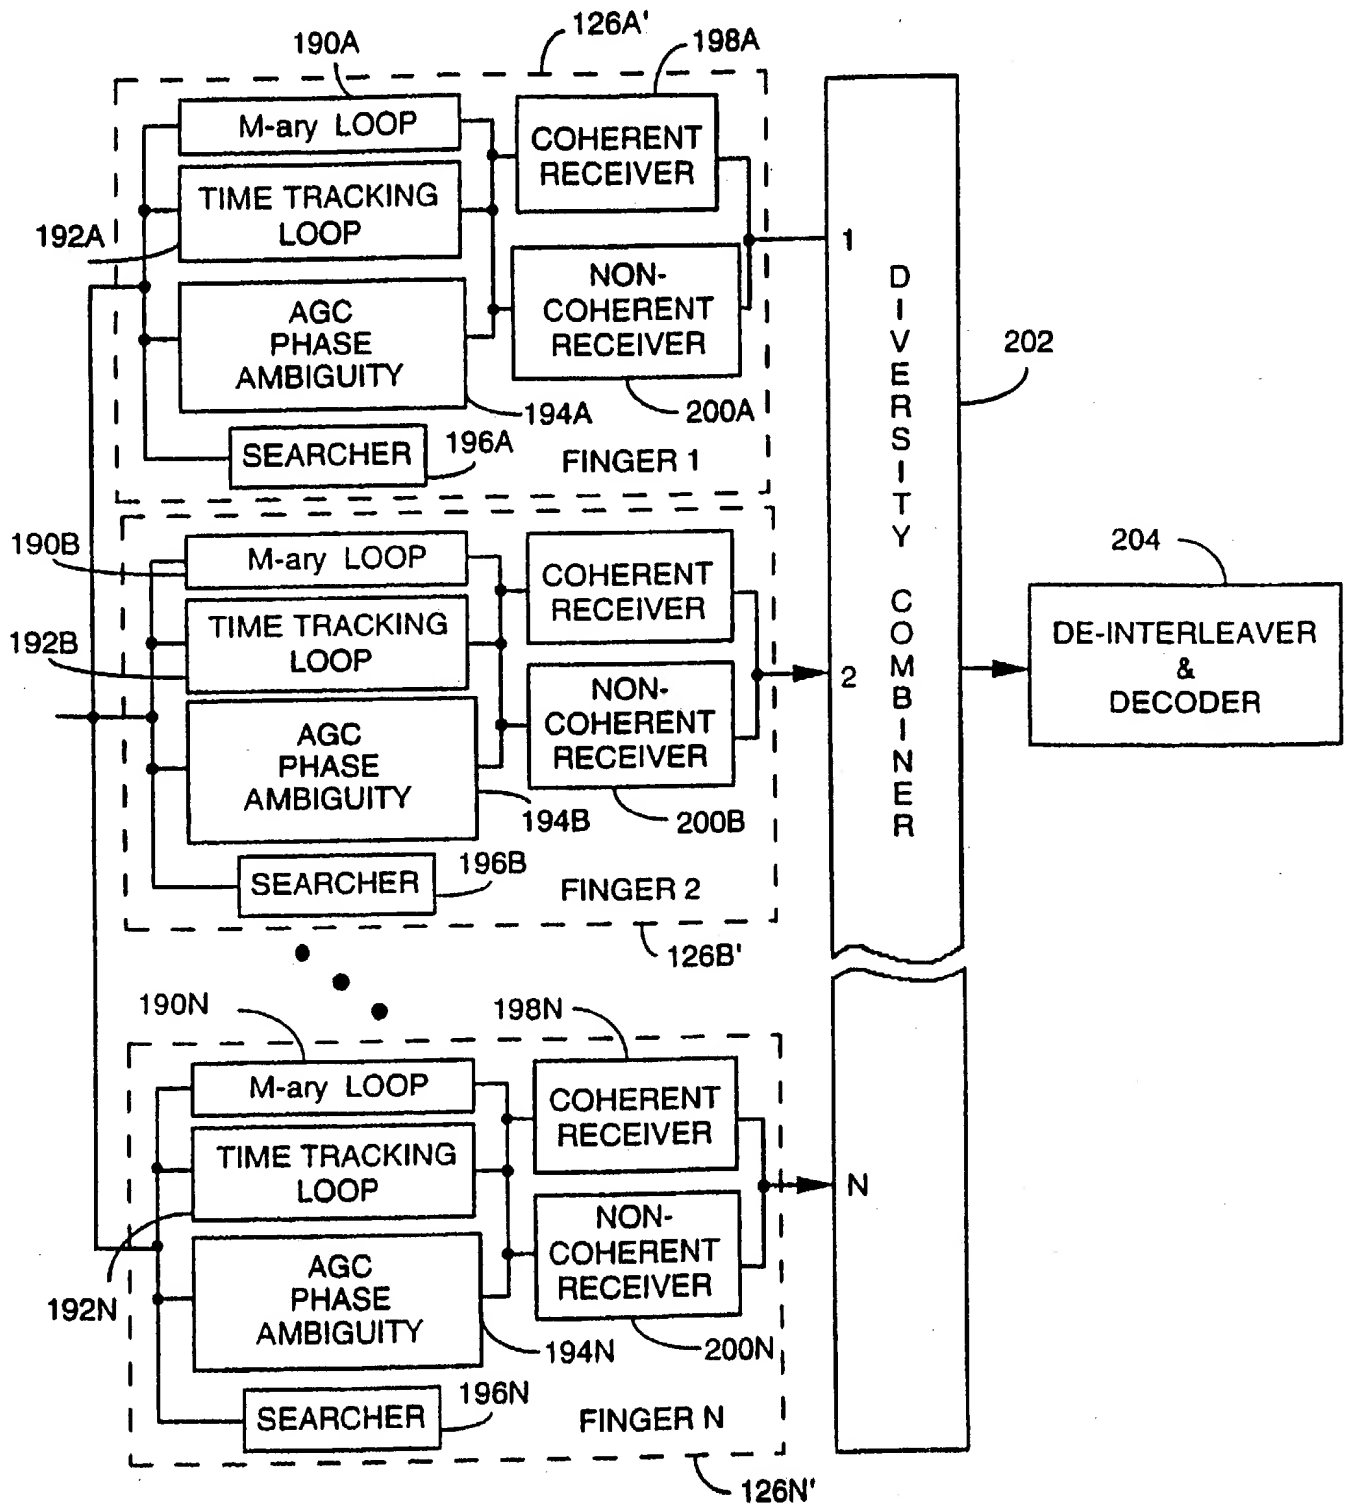 126A'
190A
198A
M-ary LOOP
COHERENT
RECEIVER
TIME TRACKING
LOOP
192A
1
NON-
COHERENT
RECEIVER
AGC
PHASE
AMBIGUITY
202
194A
200A
SEARCHER
196A
FINGER 1
DIVERSITY COMBINER
190B
M-ary LOOP
COHERENT
RECEIVER
204
192B
TIME TRACKING
LOOP
2
DE-INTERLEAVER
&
DECODER
NON-
COHERENT
RECEIVER
AGC
PHASE
AMBIGUITY
194B
200B
SEARCHER
196B
FINGER 2
126B'
190N
198N
M-ary LOOP
COHERENT
RECEIVER
TIME TRACKING
LOOP
N
NON-
COHERENT
RECEIVER
AGC
PHASE
AMBIGUITY
192N
194N
200N
SEARCHER
196N
FINGER N
126N'